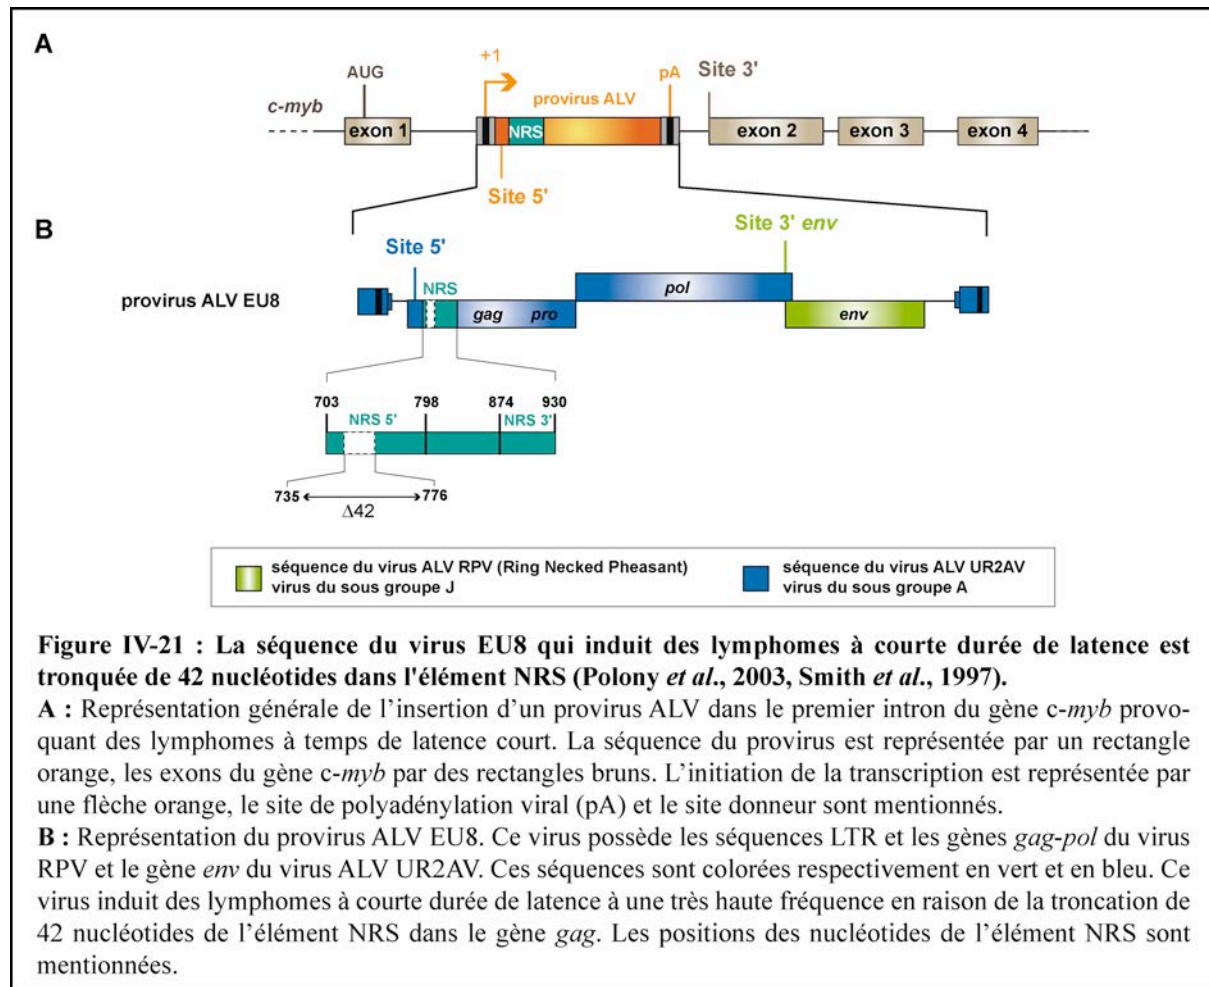 A
+1
AUG
pA
Site 3'
c-myb
provirus ALV
exon 1
NRS
exon 2
exon 3
exon 4
Site 5'
B
Site 3' env
Site 5'
provirus ALV EU8
NRS
pol
gag
pro
env
703
798
874
930
NRS 5'
NRS 3'
735
776
Δ42
séquence du virus ALV RPV (Ring Necked Pheasant)
virus du sous groupe J
séquence du virus ALV UR2AV
virus du sous groupe A
Figure IV-21 : La séquence du virus EU8 qui induit des lymphomes à courte durée de latence est
tronquée de 42 nucléotides dans l'élément NRS (Polony et al., 2003, Smith et al., 1997).
A : Représentation générale de l'insertion d'un provirus ALV dans le premier intron du gène c-myb provo-
quant des lymphomes à temps de latence court. La séquence du provirus est représentée par un rectangle
orange, les exons du gène c-myb par des rectangles bruns. L'initiation de la transcription est représentée par
une flèche orange, le site de polyadénylation viral (pA) et le site donneur sont mentionnés.
B : Représentation du provirus ALV EU8. Ce virus possède les séquences LTR et les gènes gag-pol du virus
RPV et le gène env du virus ALV UR2AV. Ces séquences sont colorées respectivement en vert et en bleu. Ce
virus induit des lymphomes à courte durée de latence à une très haute fréquence en raison de la troncation de
42 nucléotides de l'élément NRS dans le gène gag. Les positions des nucléotides de l'élément NRS sont
mentionnées.